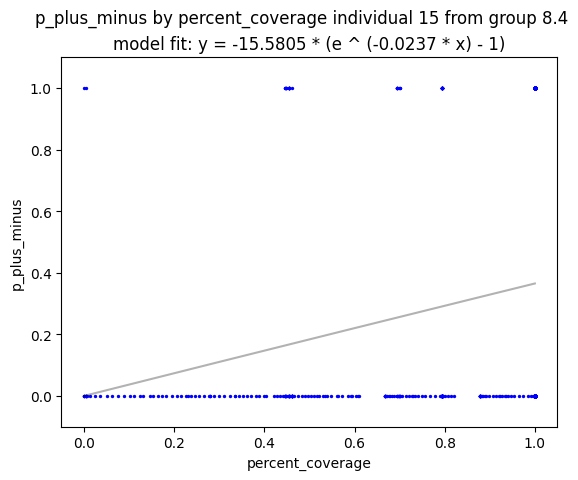 p_plus_minus by percent_coverage individual 15 from group 8.4
model fit: y = -15.5805 * (e ^ (-0.0237 * x) - 1)
1.0
0.8
0.6
0.4
0.2
0.0
p_plus_minus
0.0 0.2 0.4 0.6 0.8 1.0
percent_coverage